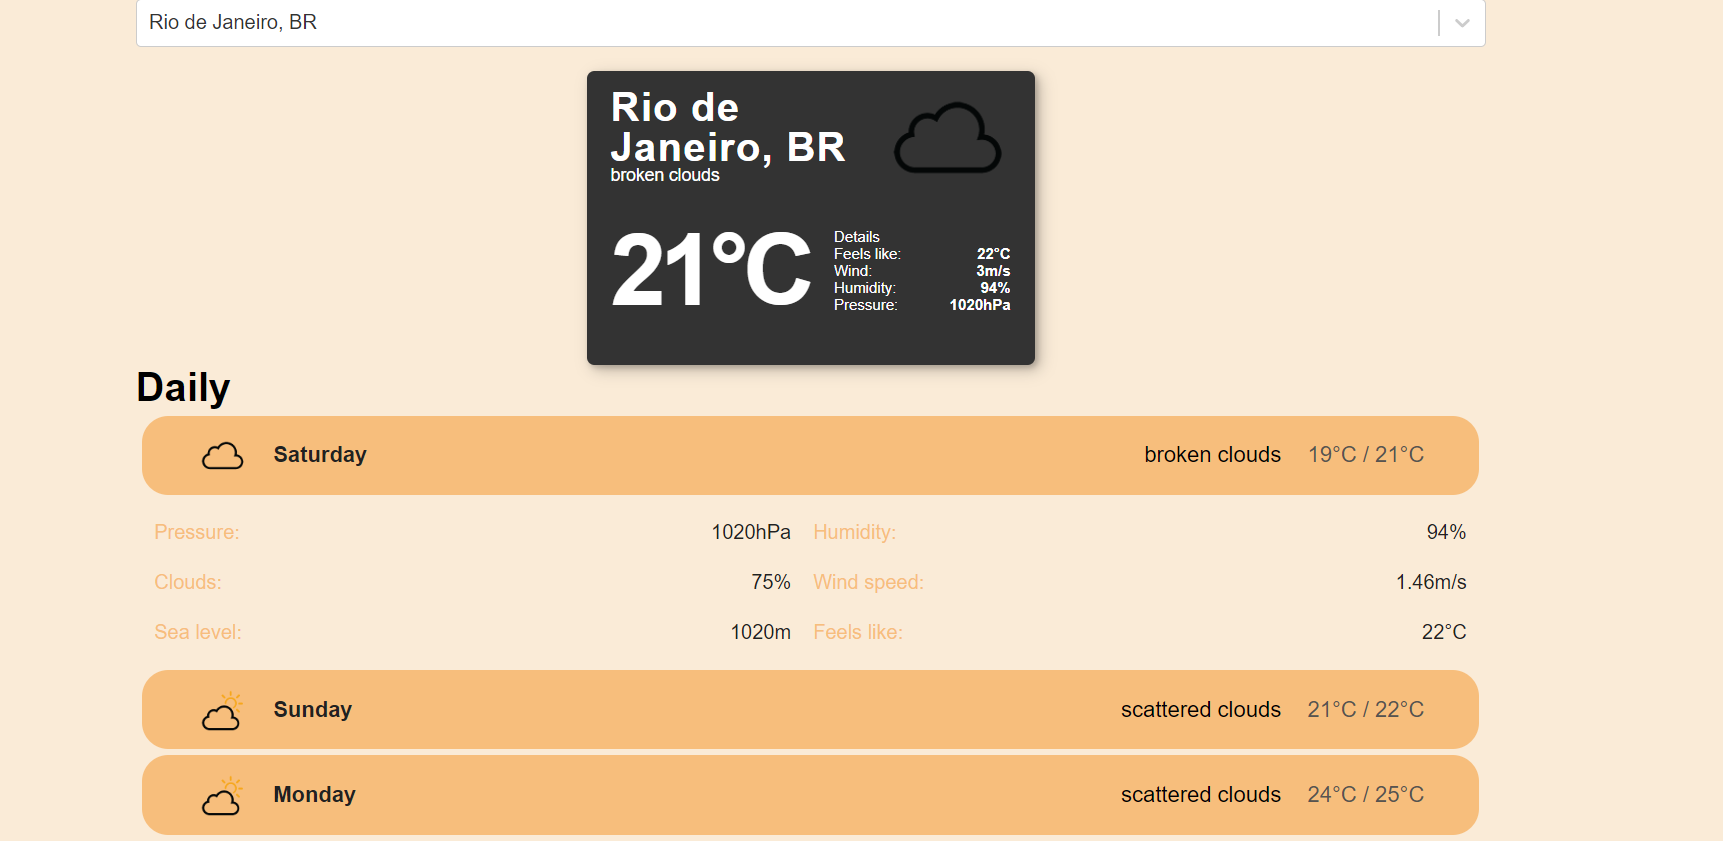 Rio de Janeiro, BR
Rio de
Janeiro, BR
broken clouds
21°C
Details
Feels like: 22°C
Wind: 3m/s
Humidity: 94%
Pressure: 1020hPa
Daily
Saturday broken clouds 19°C / 21°C
Pressure: 1020hPa Humidity: 94%
Clouds: 75% Wind speed: 1.46m/s
Sea level: 1020m Feels like: 22°C
Sunday scattered clouds 21°C / 22°C
Monday scattered clouds 24°C / 25°C